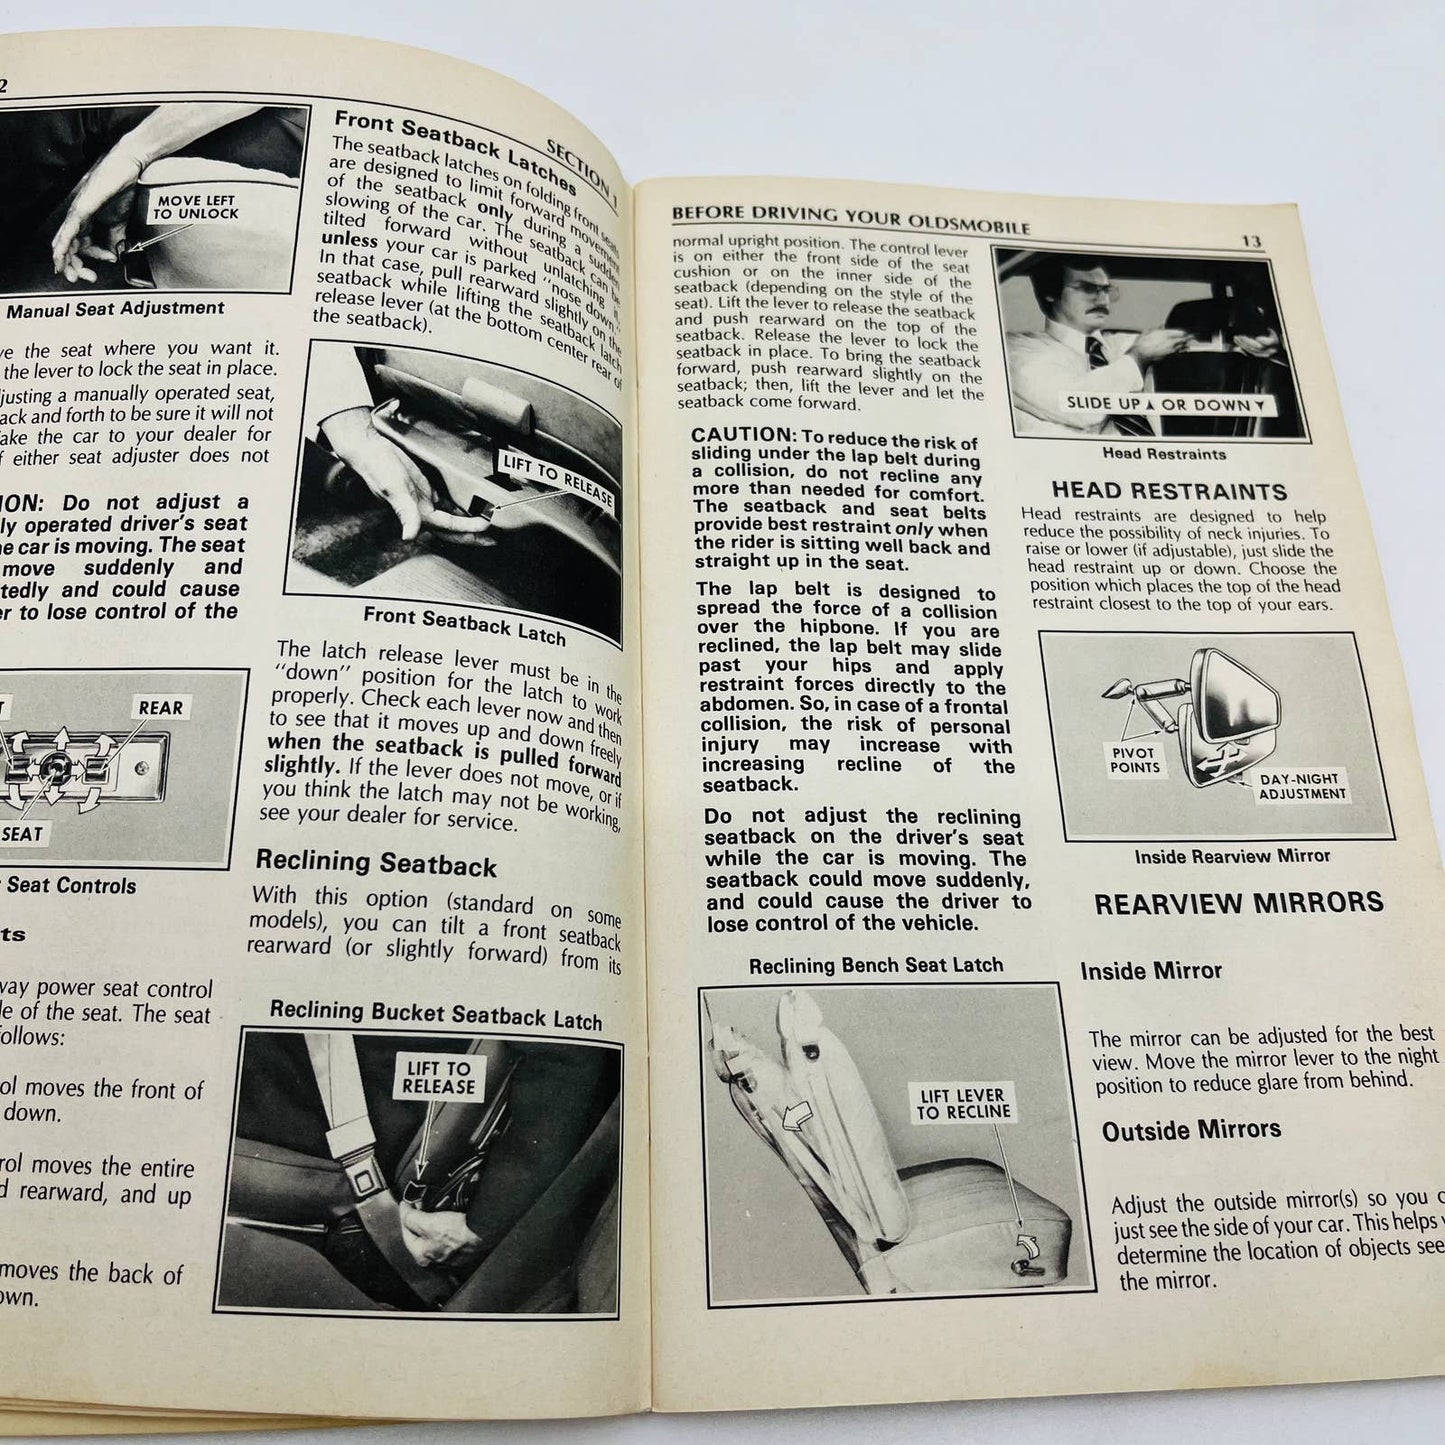 2
SECTION 1
MOVE LEFT
TO UNLOCK
Manual Seat Adjustment
the seat where you want it.
the lever to lock the seat in place.
a manually operated seat,
and forth to be sure it will not
the car to your dealer for
either seat adjuster does not
Do not adjust a
operated driver's seat
car is moving. The seat
move suddenly and
and could cause
to lose control of the
REAR
SEAT
Seat Controls
power seat control
of the seat. The seat
moves the front of
down.
moves the entire
rearward, and up
moves the back of
Front Seatback Latches
The seatback latches on folding front seats
are designed to limit forward movement
of the seatback only during a sudden
slowing of the car. The seatback can be
tilted forward without unlatching it,
unless your car is parked "nose down."
In that case, pull rearward slightly on the
seatback while lifting the seatback latch
release lever (at the bottom center rear of
the seatback).
LIFT TO RELEASE
Front Seatback Latch
The latch release lever must be in the
"down" position for the latch to work
properly. Check each lever now and then
to see that it moves up and down freely
when the seatback is pulled forward
slightly. If the lever does not move, or if
you think the latch may not be working,
see your dealer for service.
Reclining Seatback
With this option (standard on some
models), you can tilt a front seatback
rearward (or slightly forward) from its
Reclining Bucket Seatback Latch
LIFT TO
RELEASE
BEFORE DRIVING YOUR OLDSMOBILE
13
normal upright position. The control lever
is on either the front side of the seat
cushion or on the inner side of the
seatback (depending on the style of the
seat). Lift the lever to release the seatback
and push rearward on the top of the
seatback. Release the lever to lock the
seatback in place. To bring the seatback
forward, push rearward slightly on the
seatback; then, lift the lever and let the
seatback come forward.
CAUTION: To reduce the risk of
sliding under the lap belt during
a collision, do not recline any
more than needed for comfort.
The seatback and seat belts
provide best restraint only when
the rider is sitting well back and
straight up in the seat.
The lap belt is designed to
spread the force of a collision
over the hipbone. If you are
reclined, the lap belt may slide
past your hips and apply
restraint forces directly to the
abdomen. So, in case of a frontal
collision, the risk of personal
injury may increase with
increasing recline of the
seatback.
Do not adjust the reclining
seatback on the driver's seat
while the car is moving. The
seatback could move suddenly,
and could cause the driver to
lose control of the vehicle.
Reclining Bench Seat Latch
LIFT LEVER
TO RECLINE
SLIDE UP ▲ OR DOWN ▼
Head Restraints
HEAD RESTRAINTS
Head restraints are designed to help
reduce the possibility of neck injuries. To
raise or lower (if adjustable), just slide the
head restraint up or down. Choose the
position which places the top of the head
restraint closest to the top of your ears.
PIVOT
POINTS
DAY-NIGHT
ADJUSTMENT
Inside Rearview Mirror
REARVIEW MIRRORS
Inside Mirror
The mirror can be adjusted for the best
view. Move the mirror lever to the night
position to reduce glare from behind.
Outside Mirrors
Adjust the outside mirror(s) so you
just see the side of your car. This helps
determine the location of objects
the mirror.